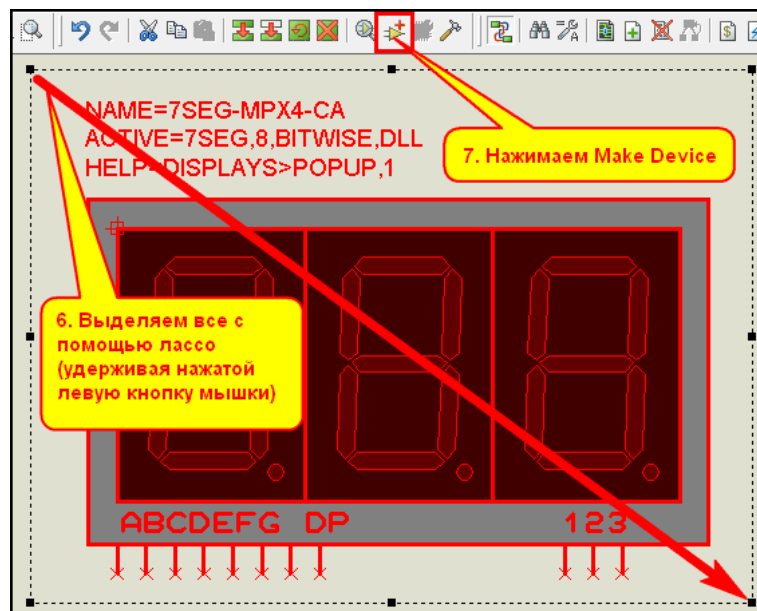 NAME=7SEG-MPX4-CA
ACTIVE=7SEG,8,BITWISE,DLL
HELP=DISPLAYS>POPUP,1
7. Нажимаем Make Device
6. Выделяем все с
помощью лассо
(удерживая нажатой
левую кнопку мышки)
ABCDEFG DP
123